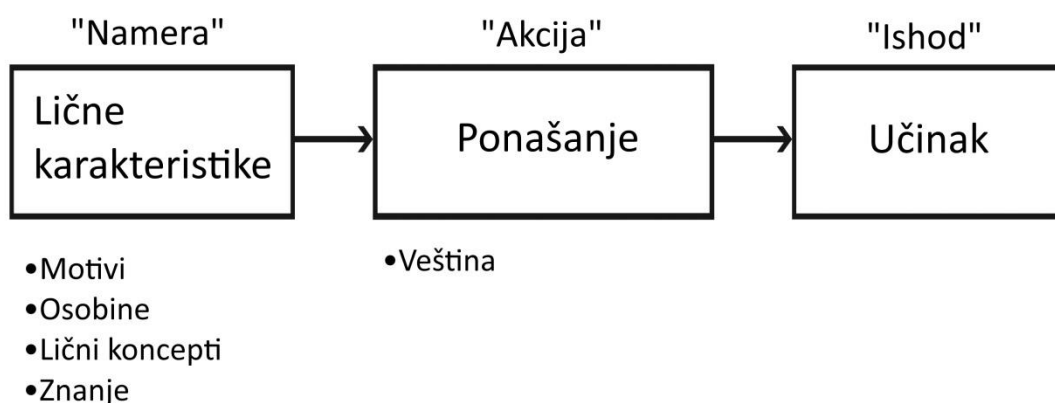 "Namera"
"Akcija"
"Ishod"
Lične
karakteristike
Ponašanje
Učinak
•Motivi
•Osobine
•Lični koncepti
•Znanje
•Veština